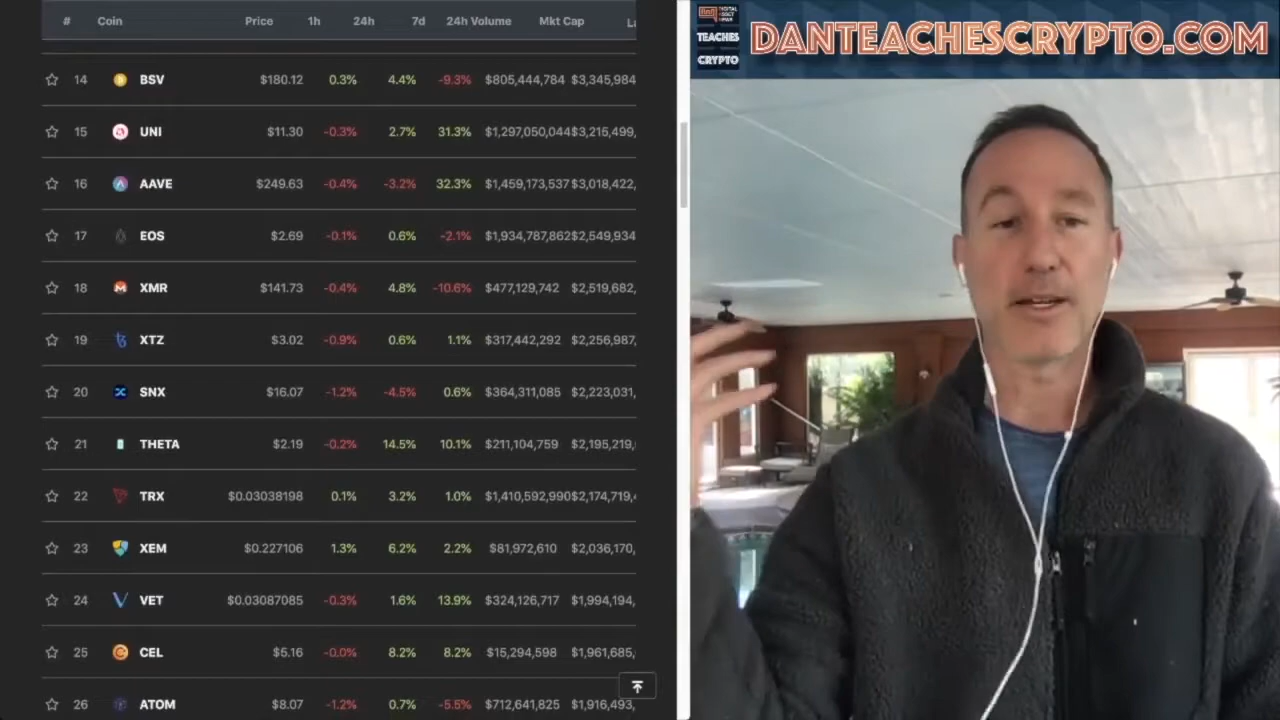 # Coin Price 1h 24h 7d 24h Volume Mkt Cap
14 BSV $180.12 0.3% 4.4% -9.3% $805,444,784 $3,345,984
15 UNI $11.30 -0.3% 2.7% 31.3% $1,297,050,044 $3,215,499,
16 AAVE $249.63 -0.4% -3.2% 32.3% $1,459,173,537 $3,018,422,
17 EOS $2.69 -0.1% 0.6% -2.1% $1,934,787,862 $2,549,934
18 XMR $141.73 -0.4% 4.8% -10.6% $477,129,742 $2,519,682,
19 XTZ $3.02 -0.9% 0.6% 1.1% $317,442,292 $2,256,987,
20 SNX $16.07 -1.2% -4.5% 0.6% $364,311,085 $2,223,031,
21 THETA $2.19 -0.2% 14.5% 10.1% $211,104,759 $2,195,219,
22 TRX $0.03038198 0.1% 3.2% 1.0% $1,410,592,990 $2,174,719,
23 XEM $0.227106 1.3% 6.2% 2.2% $81,972,610 $2,036,170,
24 VET $0.03087085 -0.3% 1.6% 13.9% $324,126,717 $1,994,194,
25 CEL $5.16 -0.0% 8.2% 8.2% $15,294,598 $1,961,685,
26 ATOM $8.07 -1.2% 0.7% -5.5% $712,641,825 $1,916,493,
DIGITAL
ASSET
NEWS
TEACHES
CRYPTO
DANTEACHESCRYPTO.COM